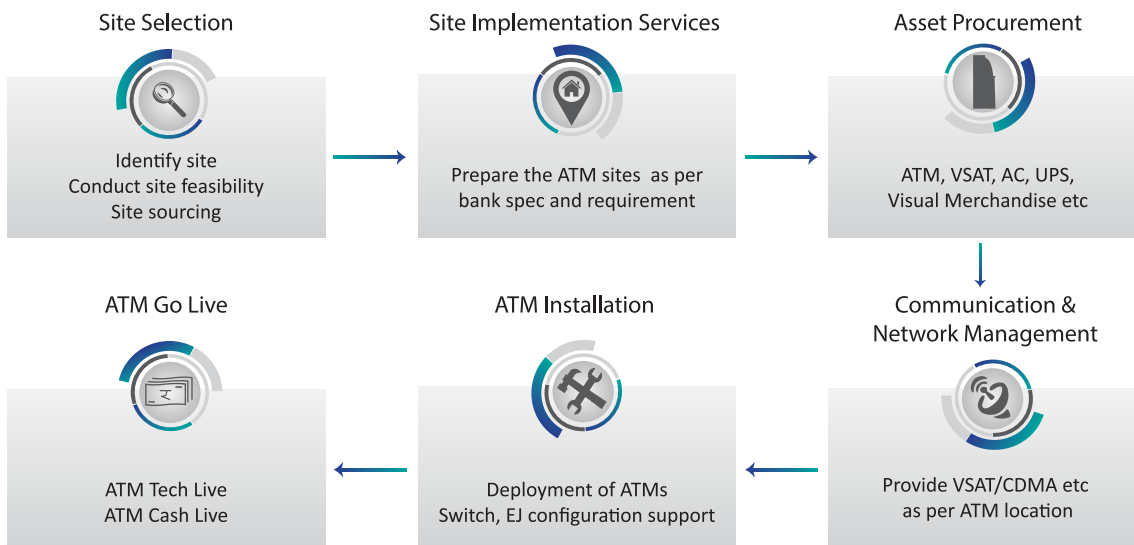 Site Selection
Identify site
Conduct site feasibility
Site sourcing
Site Implementation Services
Prepare the ATM sites as per
bank spec and requirement
Asset Procurement
ATM, VSAT, AC, UPS,
Visual Merchandise etc
Communication &
Network Management
Provide VSAT/CDMA etc
as per ATM location
ATM Installation
Deployment of ATMs
Switch, EJ configuration support
ATM Go Live
₹
ATM Tech Live
ATM Cash Live